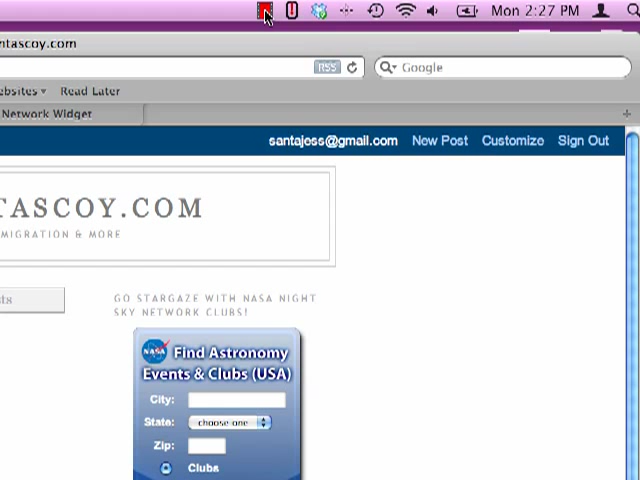 Mon 2:27 PM
ntascoy.com
RSS
Google
ebsites
Read Later
Network Widget
santajess@gmail.com New Post Customize Sign Out
TASCOY.COM
MIGRATION & MORE
sts
GO STARGAZE WITH NASA NIGHT
SKY NETWORK CLUBS!
NASA
Find Astronomy
Events & Clubs (USA)
City:
State: choose one
Zip:
Clubs